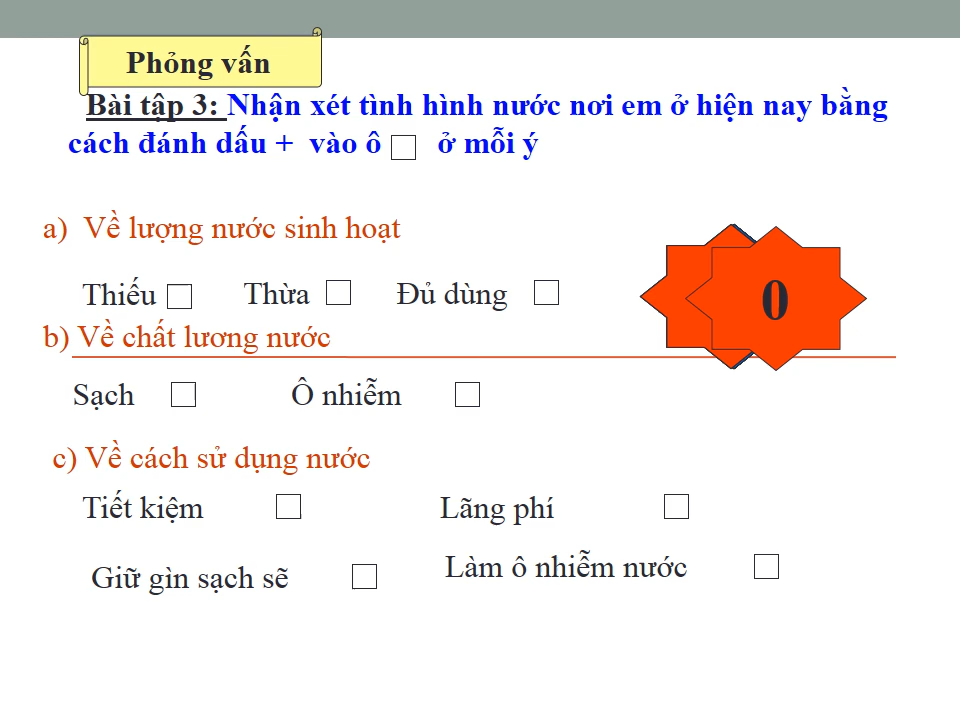 Phỏng vấn
Bài tập 3: Nhận xét tình hình nước nơi em ở hiện nay bằng
cách đánh dấu + vào ô □ ở mỗi ý
a) Về lượng nước sinh hoạt
0
Thiếu □ Thừa □ Đủ dùng □
b) Về chất lương nước
Sạch □ Ô nhiễm □
c) Về cách sử dụng nước
Tiết kiệm □ Lãng phí □
Giữ gìn sạch sẽ □ Làm ô nhiễm nước □